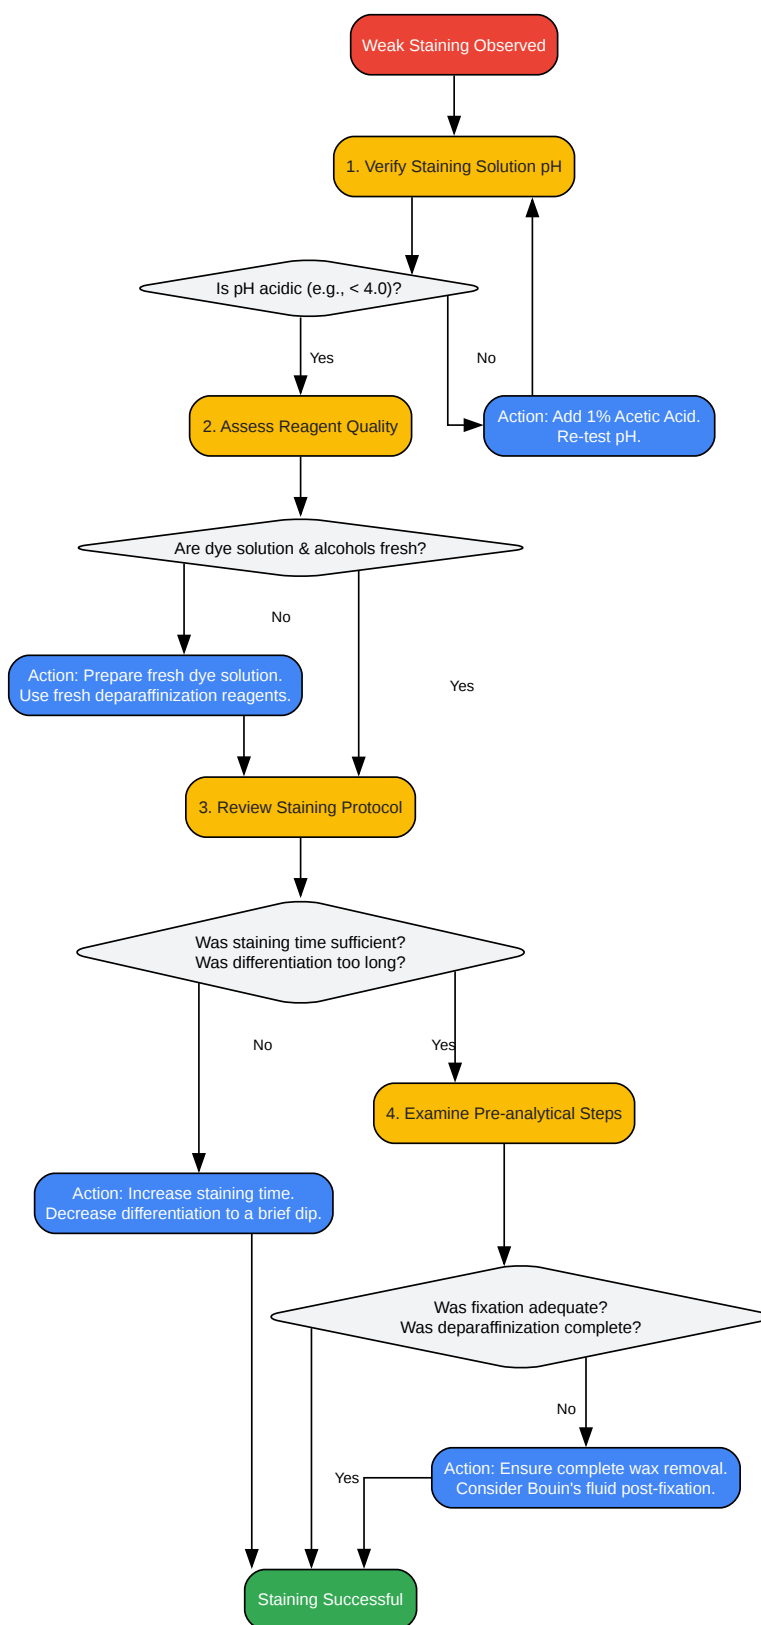 Weak Staining Observed
1. Verify Staining Solution pH
Is pH acidic (e.g., < 4.0)?
Yes
No
2. Assess Reagent Quality
Action: Add 1% Acetic Acid.
Re-test pH.
Are dye solution & alcohols fresh?
No
Action: Prepare fresh dye solution.
Use fresh deparaffinization reagents.
Yes
3. Review Staining Protocol
Was staining time sufficient?
Was differentiation too long?
No
Yes
4. Examine Pre-analytical Steps
Action: Increase staining time.
Decrease differentiation to a brief dip.
Was fixation adequate?
Was deparaffinization complete?
No
Yes
Action: Ensure complete wax removal.
Consider Bouin's fluid post-fixation.
Staining Successful